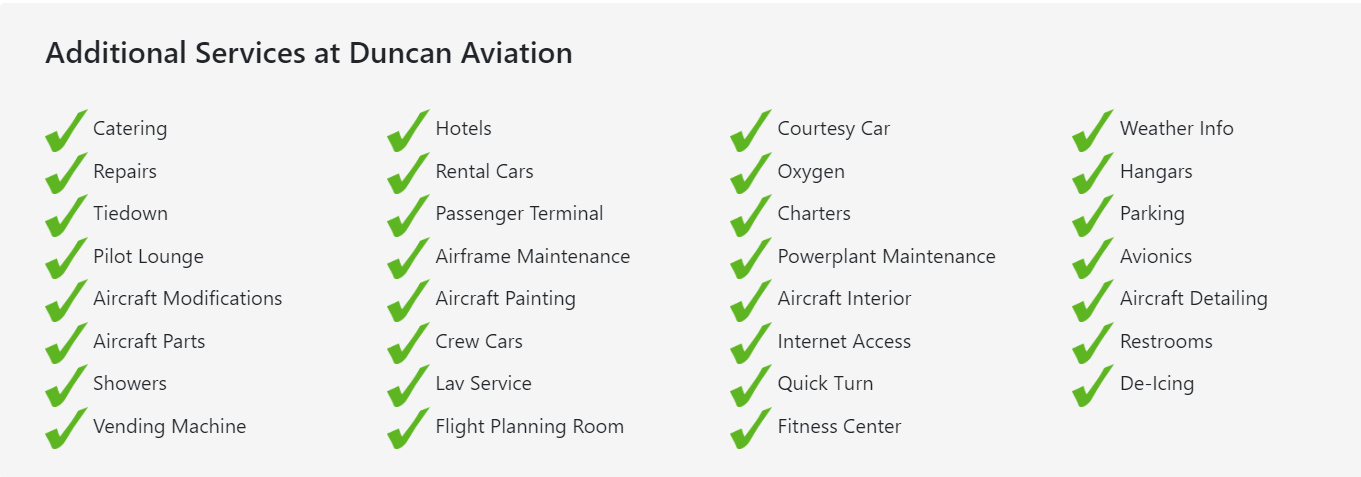 Additional Services at Duncan Aviation
Catering Hotels Courtesy Car Weather Info
Repairs Rental Cars Oxygen Hangars
Tiedown Passenger Terminal Charters Parking
Pilot Lounge Airframe Maintenance Powerplant Maintenance Avionics
Aircraft Modifications Aircraft Painting Aircraft Interior Aircraft Detailing
Aircraft Parts Crew Cars Internet Access Restrooms
Showers Lav Service Quick Turn De-Icing
Vending Machine Flight Planning Room Fitness Center